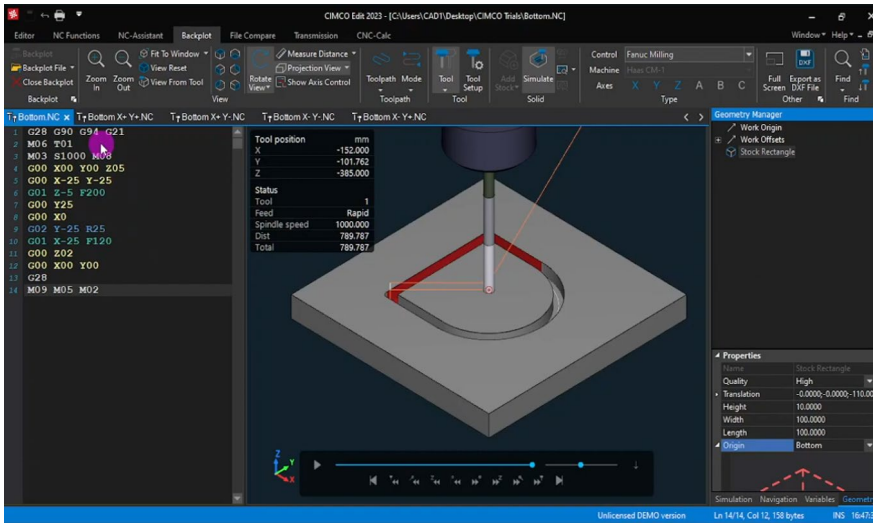 CIMCO Edit 2023 - [C:\Users\CAD1\Desktop\CIMCO Trials\Bottom.NC]
Editor NC Functions NC-Assistant Backplot File Compare Transmission CNC-Calc Window Help
Backplot
Backplot File
Close Backplot
Backplot
Zoom In
Zoom Out
Fit To Window
View Reset
View From Tool
View
Rotate View
Measure Distance
Projection View
Show Axis Control
Toolpath Mode
Toolpath
Tool
Tool Setup
Tool
Add Stock
Simulate
Solid
Control Fanuc Milling
Machine Haas CM-1
Axes X Y Z A B C
Type
Full Screen
DXF
Export as DXF File
Other
Find
Find
Bottom.NC Bottom X+ Y+.NC Bottom X+ Y-.NC Bottom X- Y-.NC Bottom X- Y+.NC
1 G28 G90 G94 G21
2 M06 T01
3 M03 S1000 M08
4 G00 X00 Y00 Z05
5 G00 X-25 Y-25
6 G01 Z-5 F200
7 G00 Y25
8 G00 X0
9 G02 Y-25 R25
10 G01 X-25 F120
11 G00 Z02
12 G00 X00 Y00
13 G28
14 M09 M05 M02
Tool position mm
X -152.000
Y -101.762
Z -385.000
Status
Tool 1
Feed Rapid
Spindle speed 1000.000
Dist 789.787
Total 789.787
Z
Y
X
Geometry Manager
Work Origin
Work Offsets
Stock Rectangle
Properties
Name Stock Rectangle
Quality High
Translation -0.0000;-0.0000;-110.00
Height 10.0000
Width 100.0000
Length 100.0000
Origin Bottom
Simulation Navigation Variables Geomet
Unlicensed DEMO version Ln 14/14, Col 12, 158 bytes INS 16:47:3